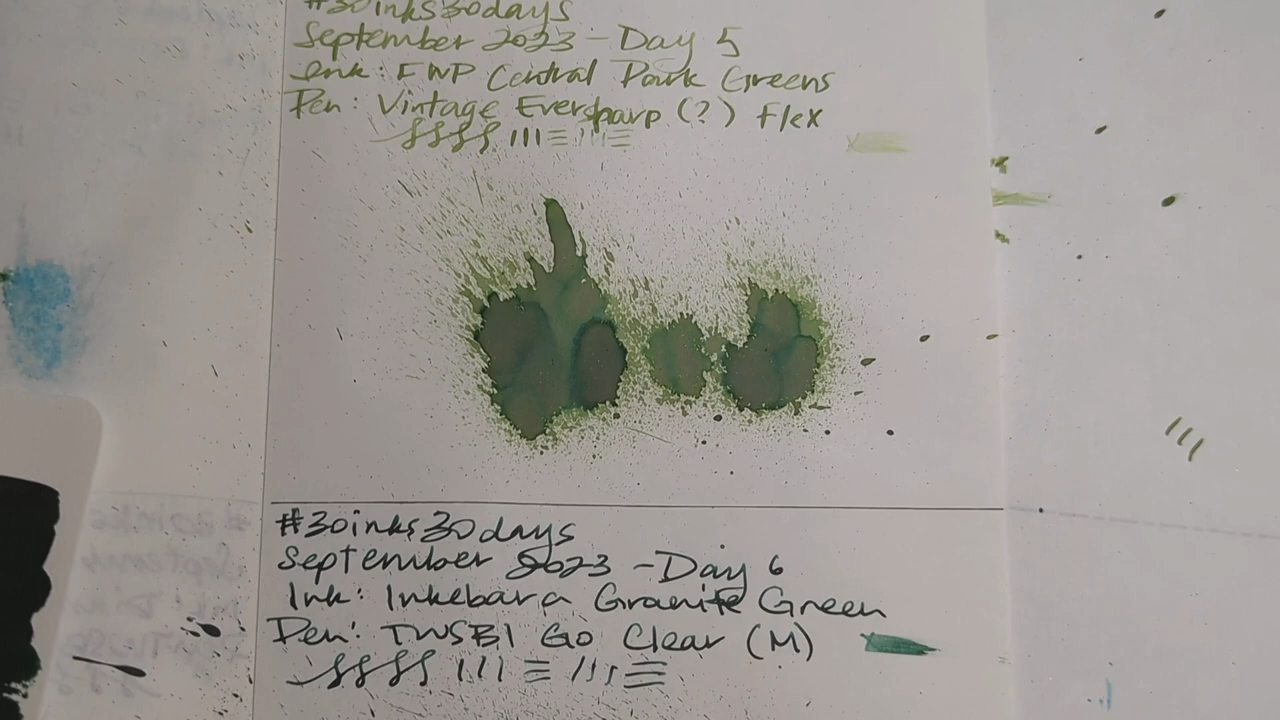 #30inks30days
September 2023 - Day 5
Ink: FWP Central Park Greens
Pen: Vintage Eversharp (?) Flex
#30inks30days
September 2023 - Day 6
Ink: Inkebara Granite Green
Pen: TWSBI Go Clear (M)